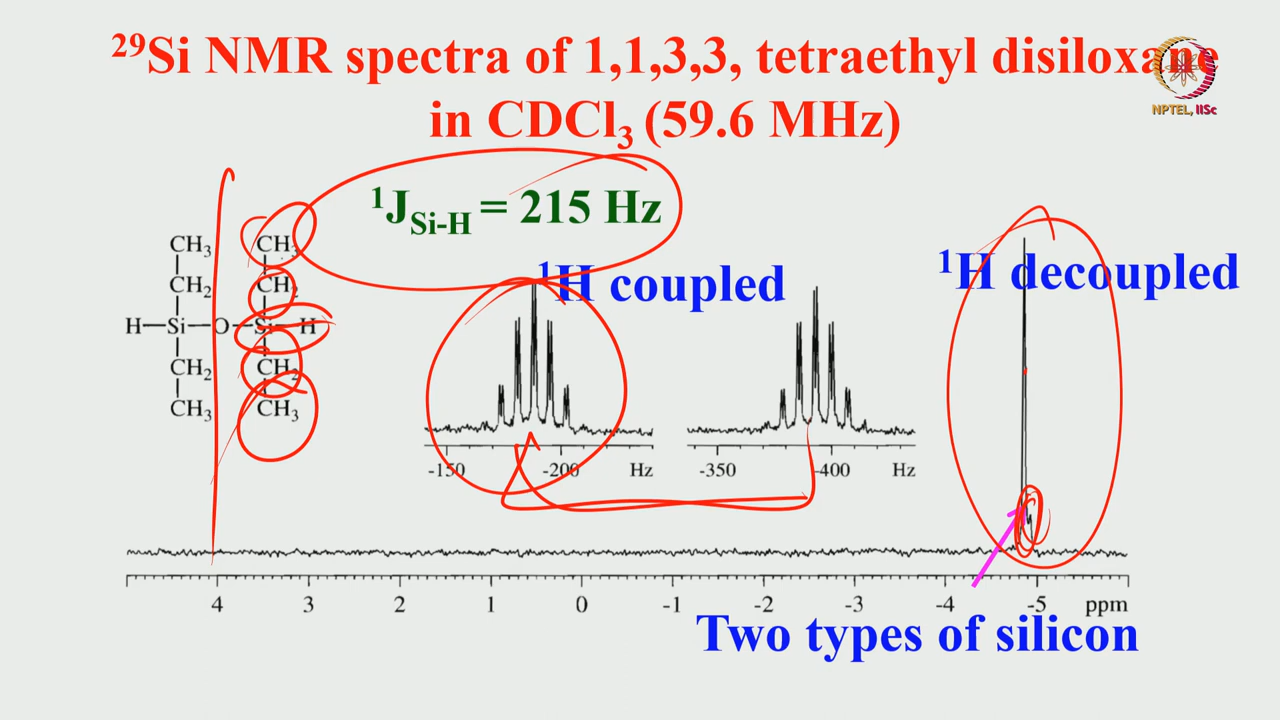 ²⁹Si NMR spectra of 1,1,3,3, tetraethyl disiloxane
in CDCl₃ (59.6 MHz)
NPTEL, IISc
¹J_Si-H = 215 Hz
CH₃ CH₃
CH₂ CH₂
H—Si—O—Si—H
CH₂ CH₂
CH₃ CH₃
¹H coupled
¹H decoupled
-150 -200 Hz
-350 -400 Hz
4 3 2 1 0 -1 -2 -3 -4 -5 ppm
Two types of silicon